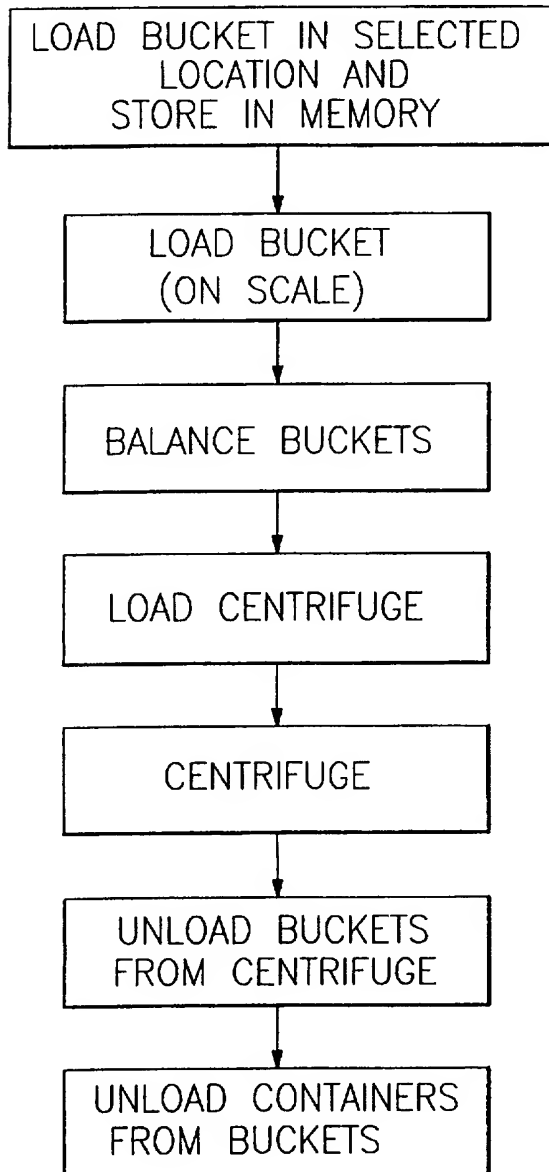 LOAD BUCKET IN SELECTED
LOCATION AND
STORE IN MEMORY
LOAD BUCKET
(ON SCALE)
BALANCE BUCKETS
LOAD CENTRIFUGE
CENTRIFUGE
UNLOAD BUCKETS
FROM CENTRIFUGE
UNLOAD CONTAINERS
FROM BUCKETS